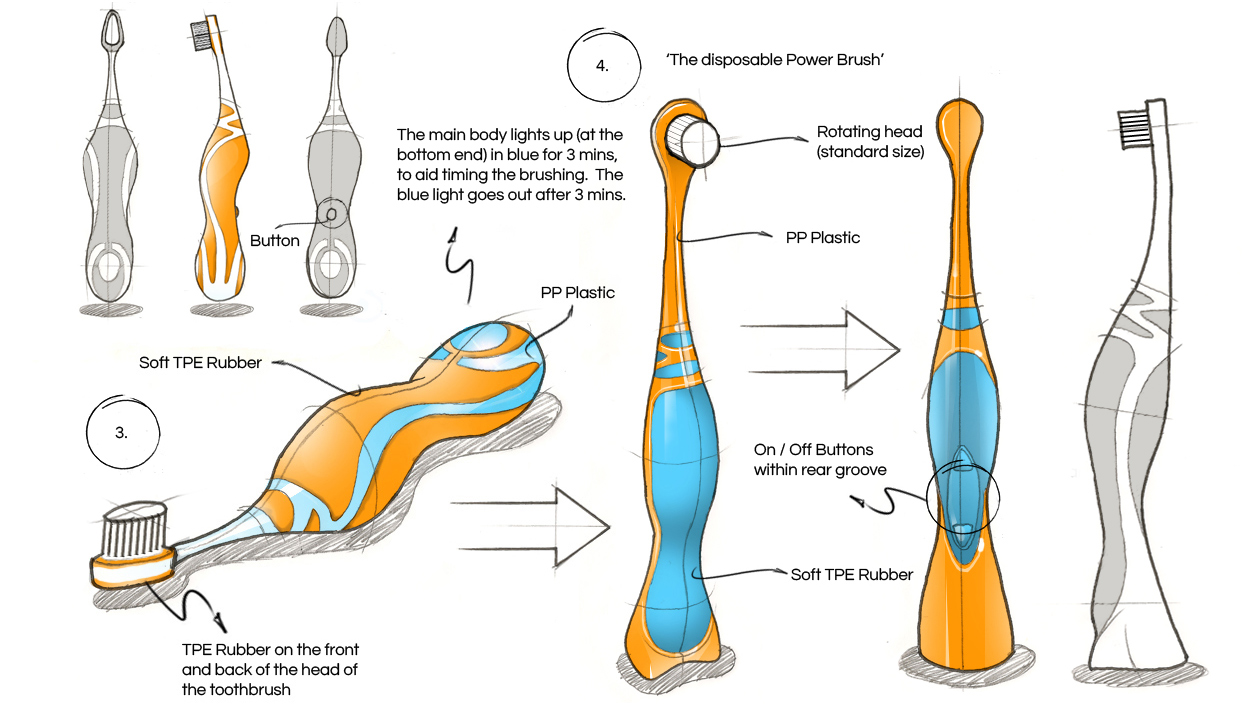 4.
‘The disposable Power Brush’
The main body lights up (at the
bottom end) in blue for 3 mins,
to aid timing the brushing.  The
blue light goes out after 3 mins.
Rotating head
(standard size)
Button
PP Plastic
PP Plastic
Soft TPE Rubber
3.
On / Off Buttons
within rear groove
Soft TPE Rubber
TPE Rubber on the front
and back of the head of
the toothbrush